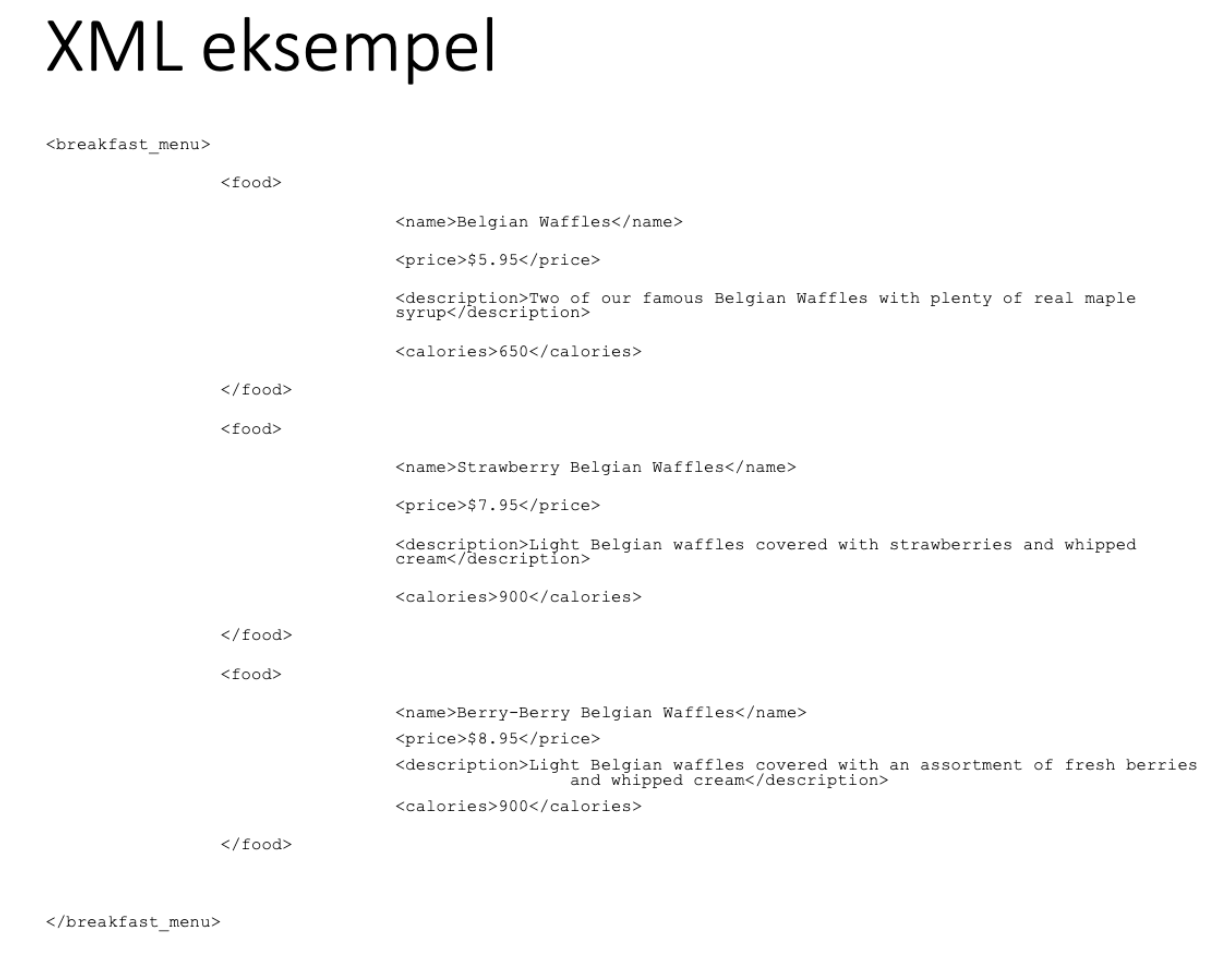 XML eksempel
<breakfast_menu>
<food>
<name>Belgian Waffles</name>
<price>$5.95</price>
<description>Two of our famous Belgian Waffles with plenty of real maple
syrup</description>
<calories>650</calories>
</food>
<food>
<name>Strawberry Belgian Waffles</name>
<price>$7.95</price>
<description>Light Belgian waffles covered with strawberries and whipped
cream</description>
<calories>900</calories>
</food>
<food>
<name>Berry-Berry Belgian Waffles</name>
<price>$8.95</price>
<description>Light Belgian waffles covered with an assortment of fresh berries
and whipped cream</description>
<calories>900</calories>
</food>
</breakfast_menu>